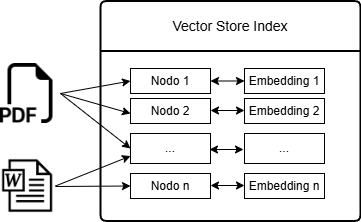 Vector Store Index
PDF
W
Nodo 1
Embedding 1
Nodo 2
Embedding 2
...
...
Nodo n
Embedding n